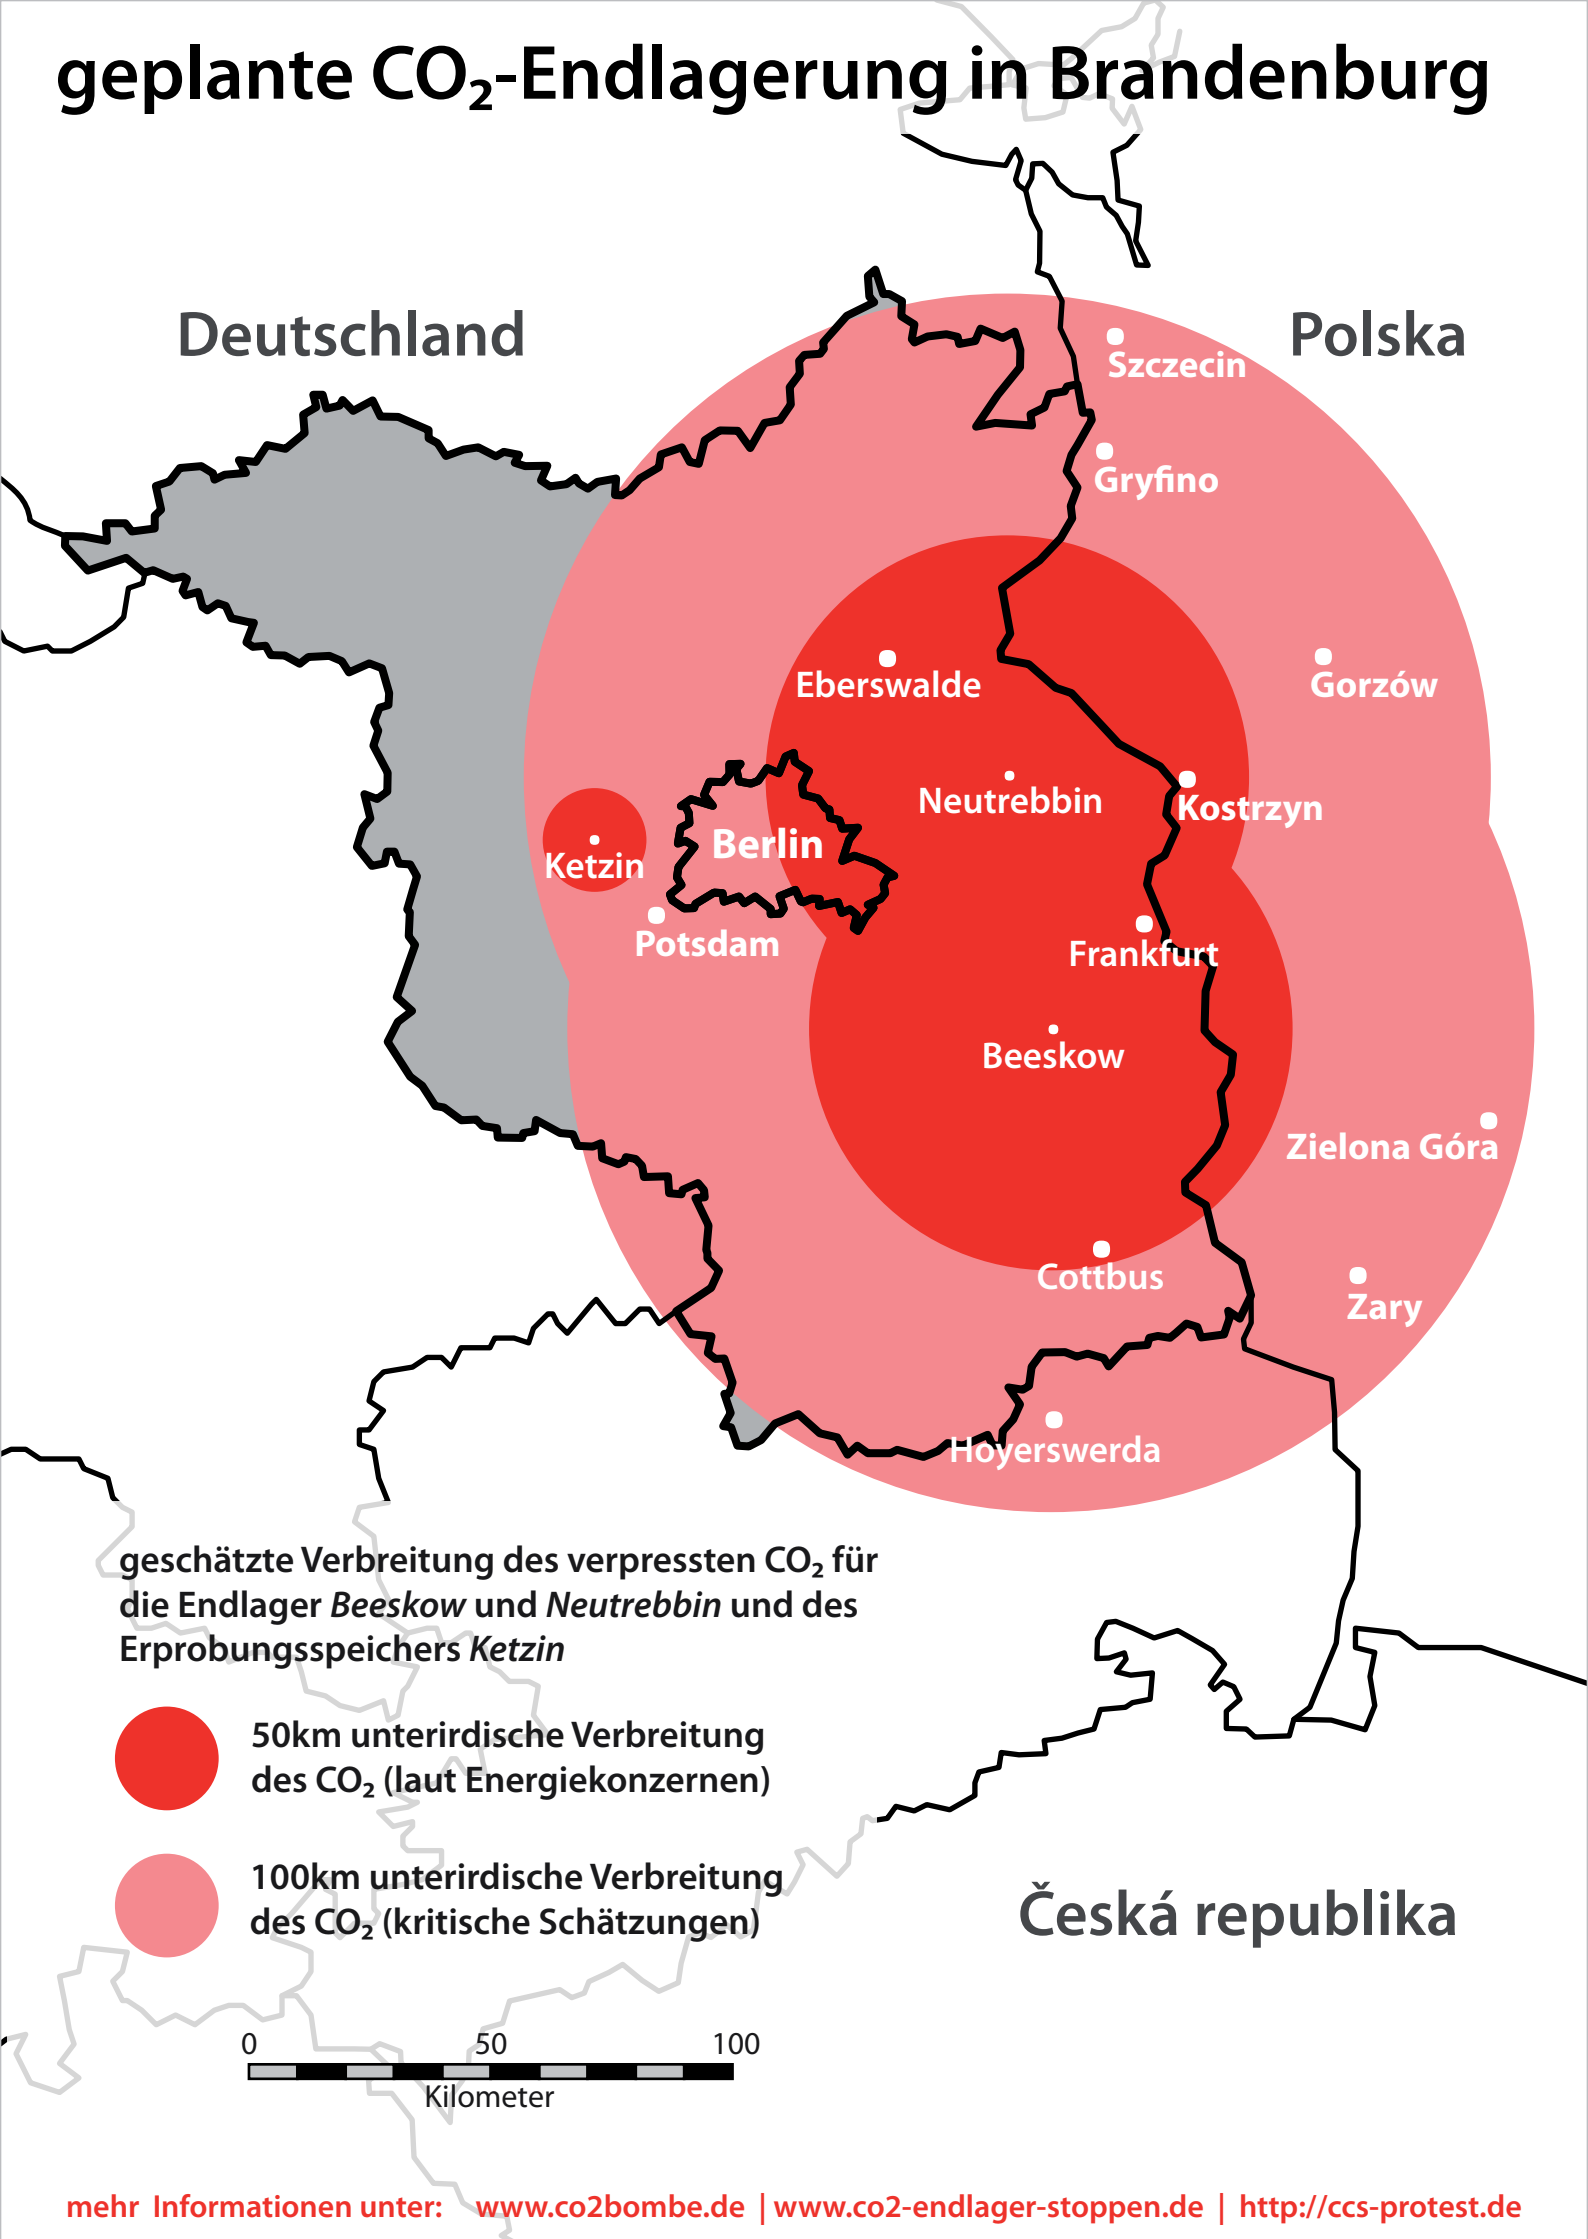 geplante CO₂-Endlagerung in Brandenburg
Deutschland
Polska
Szczecin
Gryfino
Eberswalde
Gorzów
Neutrebbin
Kostrzyn
Berlin
Ketzin
Potsdam
Frankfurt
Beeskow
Zielona Góra
Cottbus
Zary
Hoyerswerda
geschätzte Verbreitung des verpressten CO₂ für
die Endlager Beeskow und Neutrebbin und des
Erprobungsspeichers Ketzin
50km unterirdische Verbreitung
des CO₂ (laut Energiekonzernen)
100km unterirdische Verbreitung
des CO₂ (kritische Schätzungen)
Česká republika
0 50 100
Kilometer
mehr Informationen unter: www.co2bombe.de | www.co2-endlager-stoppen.de | http://ccs-protest.de